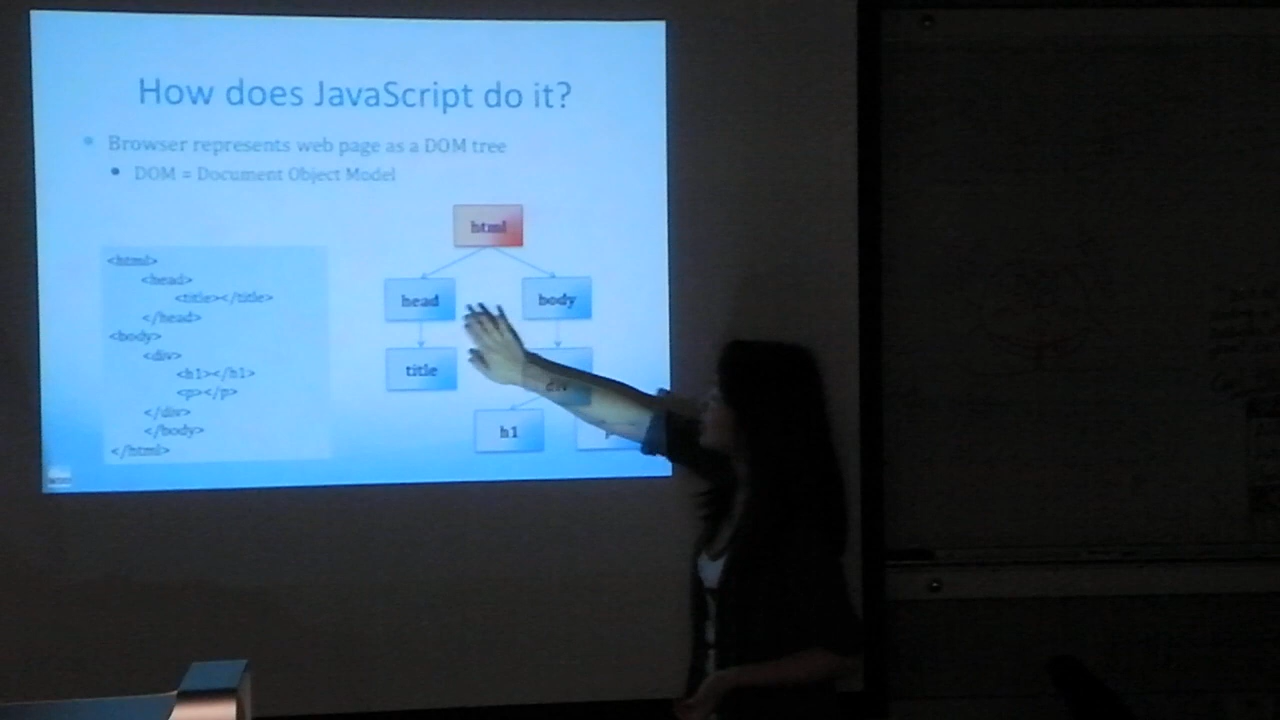 How does JavaScript do it?
Browser represents web page as a DOM tree
DOM = Document Object Model
<html>
<head>
<title></title>
</head>
<body>
<div>
<h1></h1>
<p></p>
</div>
</body>
</html>
html
head
body
title
div
h1
p